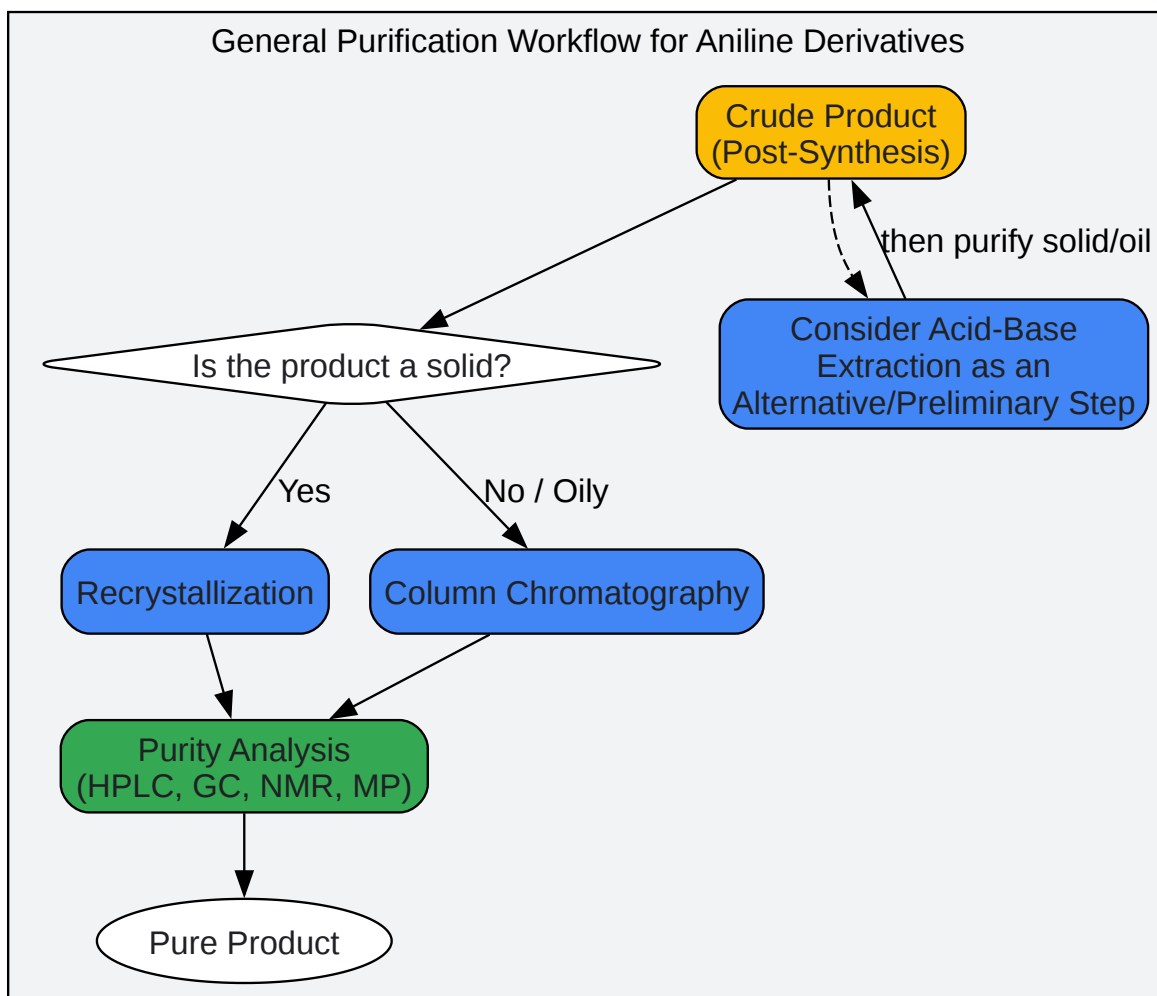 General Purification Workflow for Aniline Derivatives
Crude Product
(Post-Synthesis)
then purify solid/oil
Consider Acid-Base
Extraction as an
Alternative/Preliminary Step
Is the product a solid?
Yes
No / Oily
Recrystallization
Column Chromatography
Purity Analysis
(HPLC, GC, NMR, MP)
Pure Product